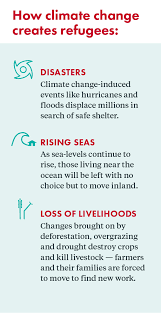 How climate change
creates refugees:
DISASTERS
Climate change-induced
events like hurricanes and
floods displace millions in
search of safe shelter.
RISING SEAS
As sea-levels continue to
rise, those living near the
ocean will be left with no
choice but to move inland.
LOSS OF LIVELIHOODS
Changes brought on by
deforestation, overgrazing
and drought destroy crops
and kill livestock — farmers
and their families are forced
to move to find new work.